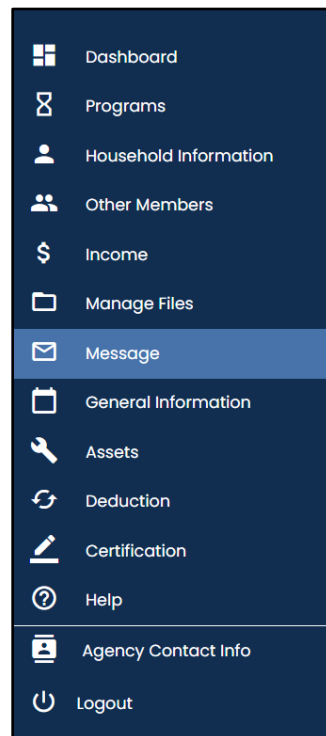 Dashboard
Programs
Household Information
Other Members
Income
Manage Files
Message
General Information
Assets
Deduction
Certification
Help
Agency Contact Info
Logout